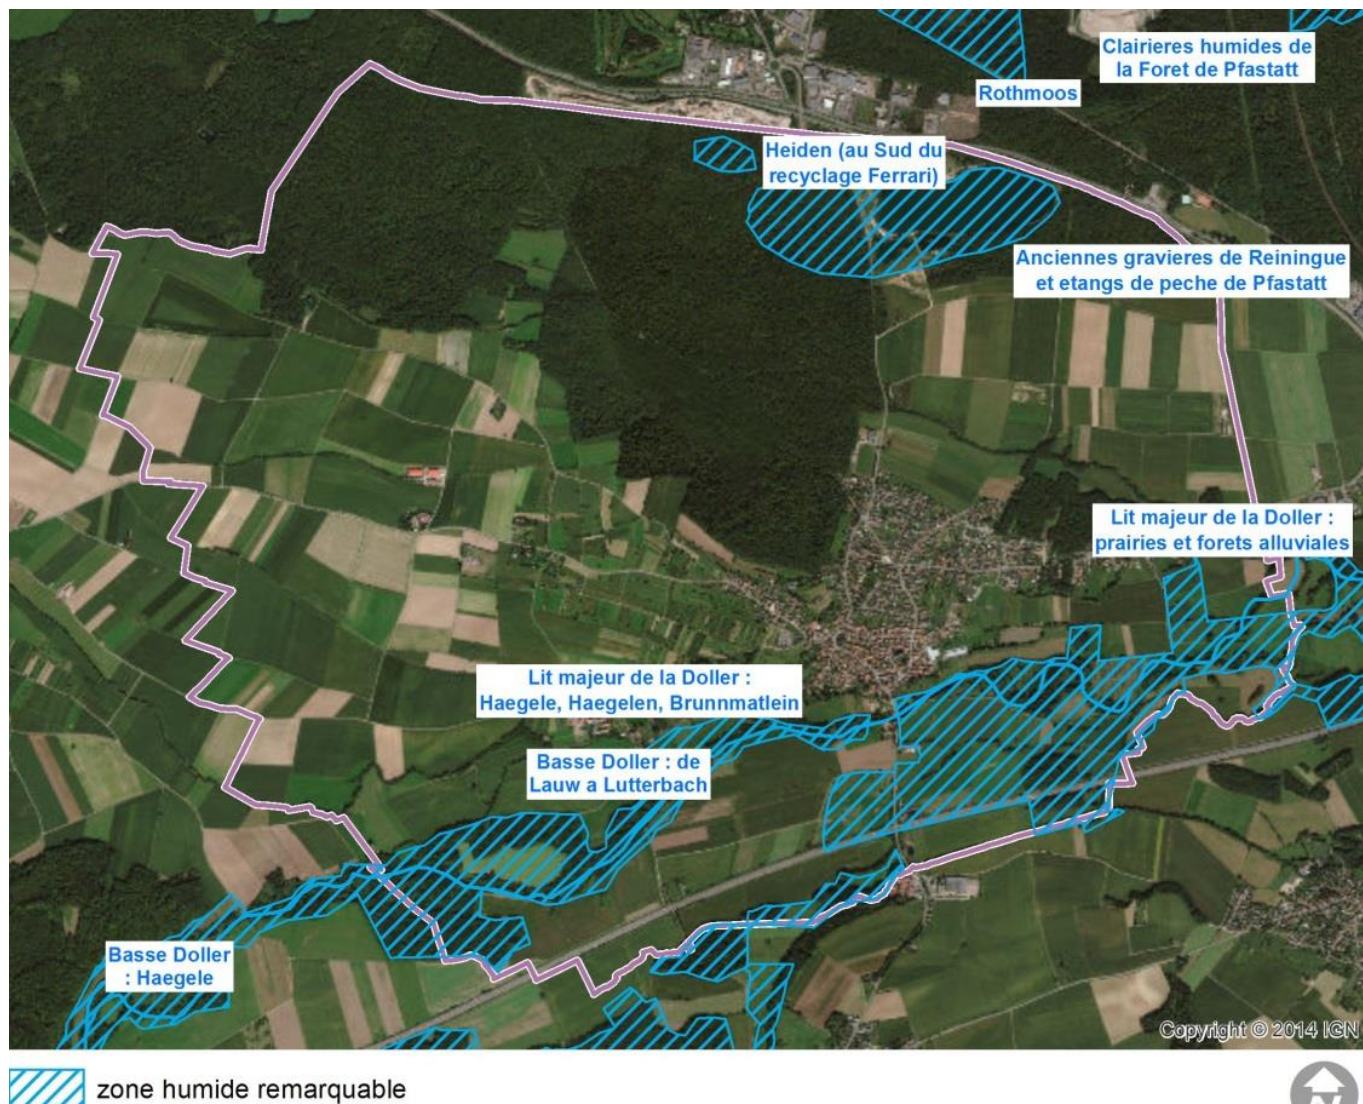 Clairieres humides de
la Foret de Pfastatt
Rothmoos
Heiden (au Sud du
recyclage Ferrari)
Anciennes gravieres de Reiningue
et etangs de peche de Pfastatt
Lit majeur de la Doller :
prairies et forets alluviales
Lit majeur de la Doller :
Haegele, Haegelen, Brunnmatlein
Basse Doller : de
Lauw a Lutterbach
Basse Doller
: Haegele
Copyright © 2014 IGN
zone humide remarquable
N